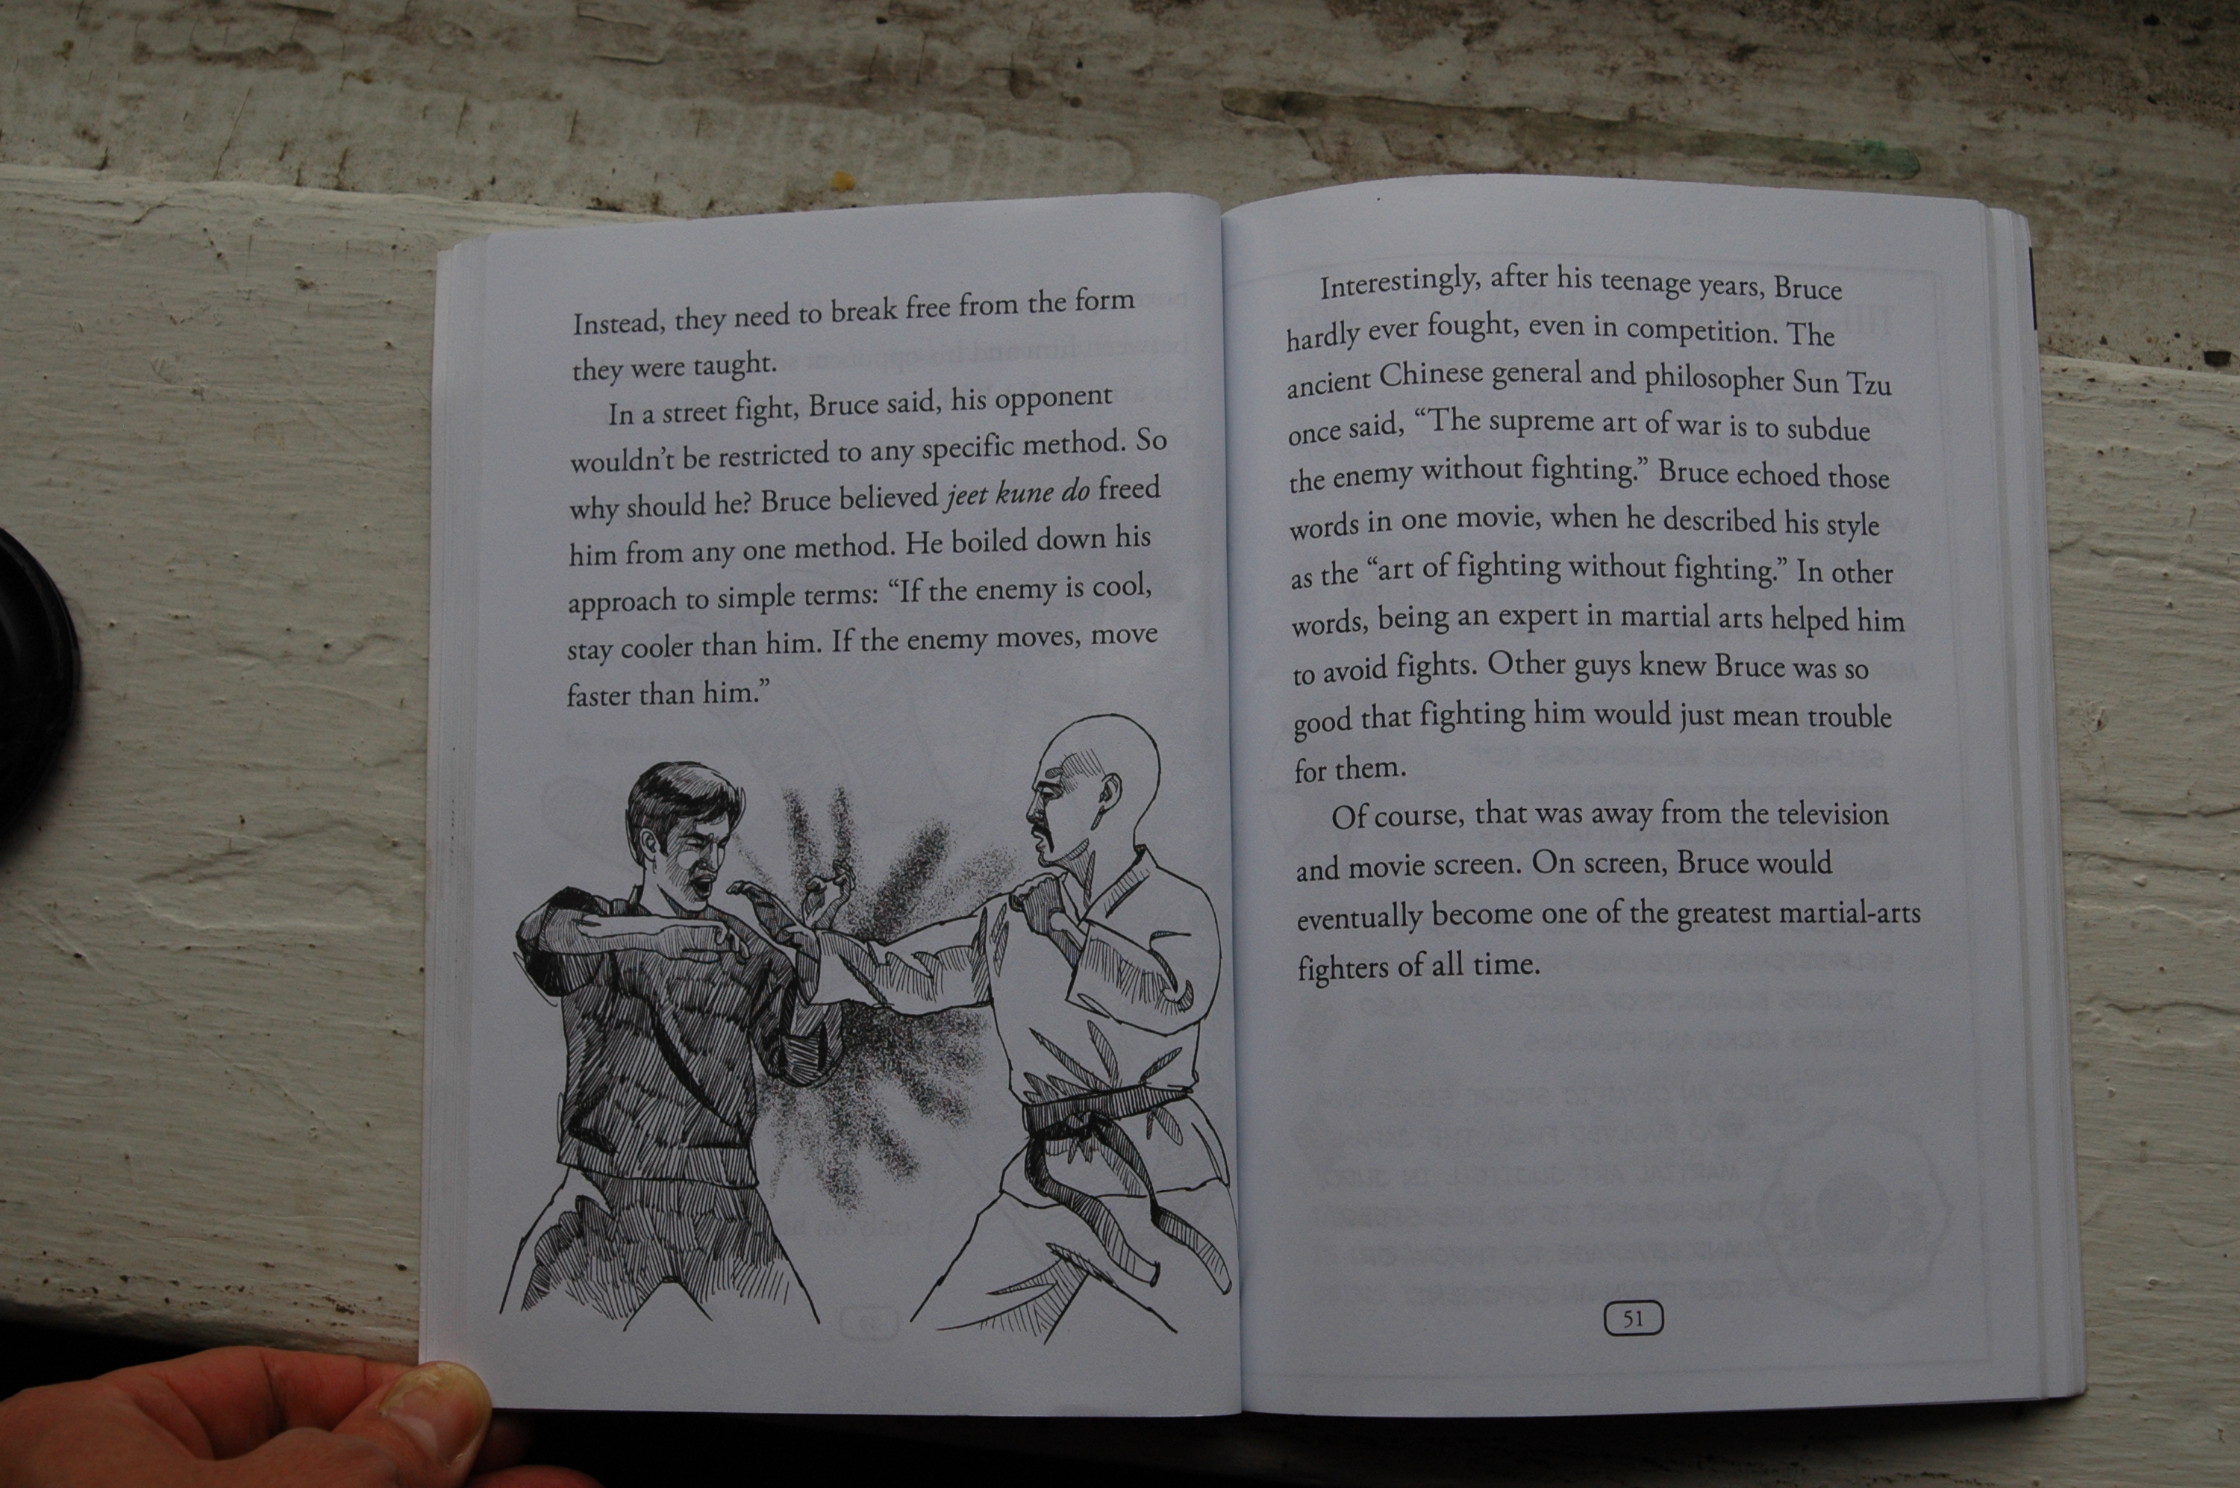 Instead, they need to break free from the form
they were taught.
In a street fight, Bruce said, his opponent
wouldn't be restricted to any specific method. So
why should he? Bruce believed jeet kune do freed
him from any one method. He boiled down his
approach to simple terms: “If the enemy is cool,
stay cooler than him. If the enemy moves, move
faster than him.”
Interestingly, after his teenage years, Bruce
hardly ever fought, even in competition. The
ancient Chinese general and philosopher Sun Tzu
once said, “The supreme art of war is to subdue
the enemy without fighting.” Bruce echoed those
words in one movie, when he described his style
as the “art of fighting without fighting.” In other
words, being an expert in martial arts helped him
to avoid fights. Other guys knew Bruce was so
good that fighting him would just mean trouble
for them.
Of course, that was away from the television
and movie screen. On screen, Bruce would
eventually become one of the greatest martial-arts
fighters of all time.
51